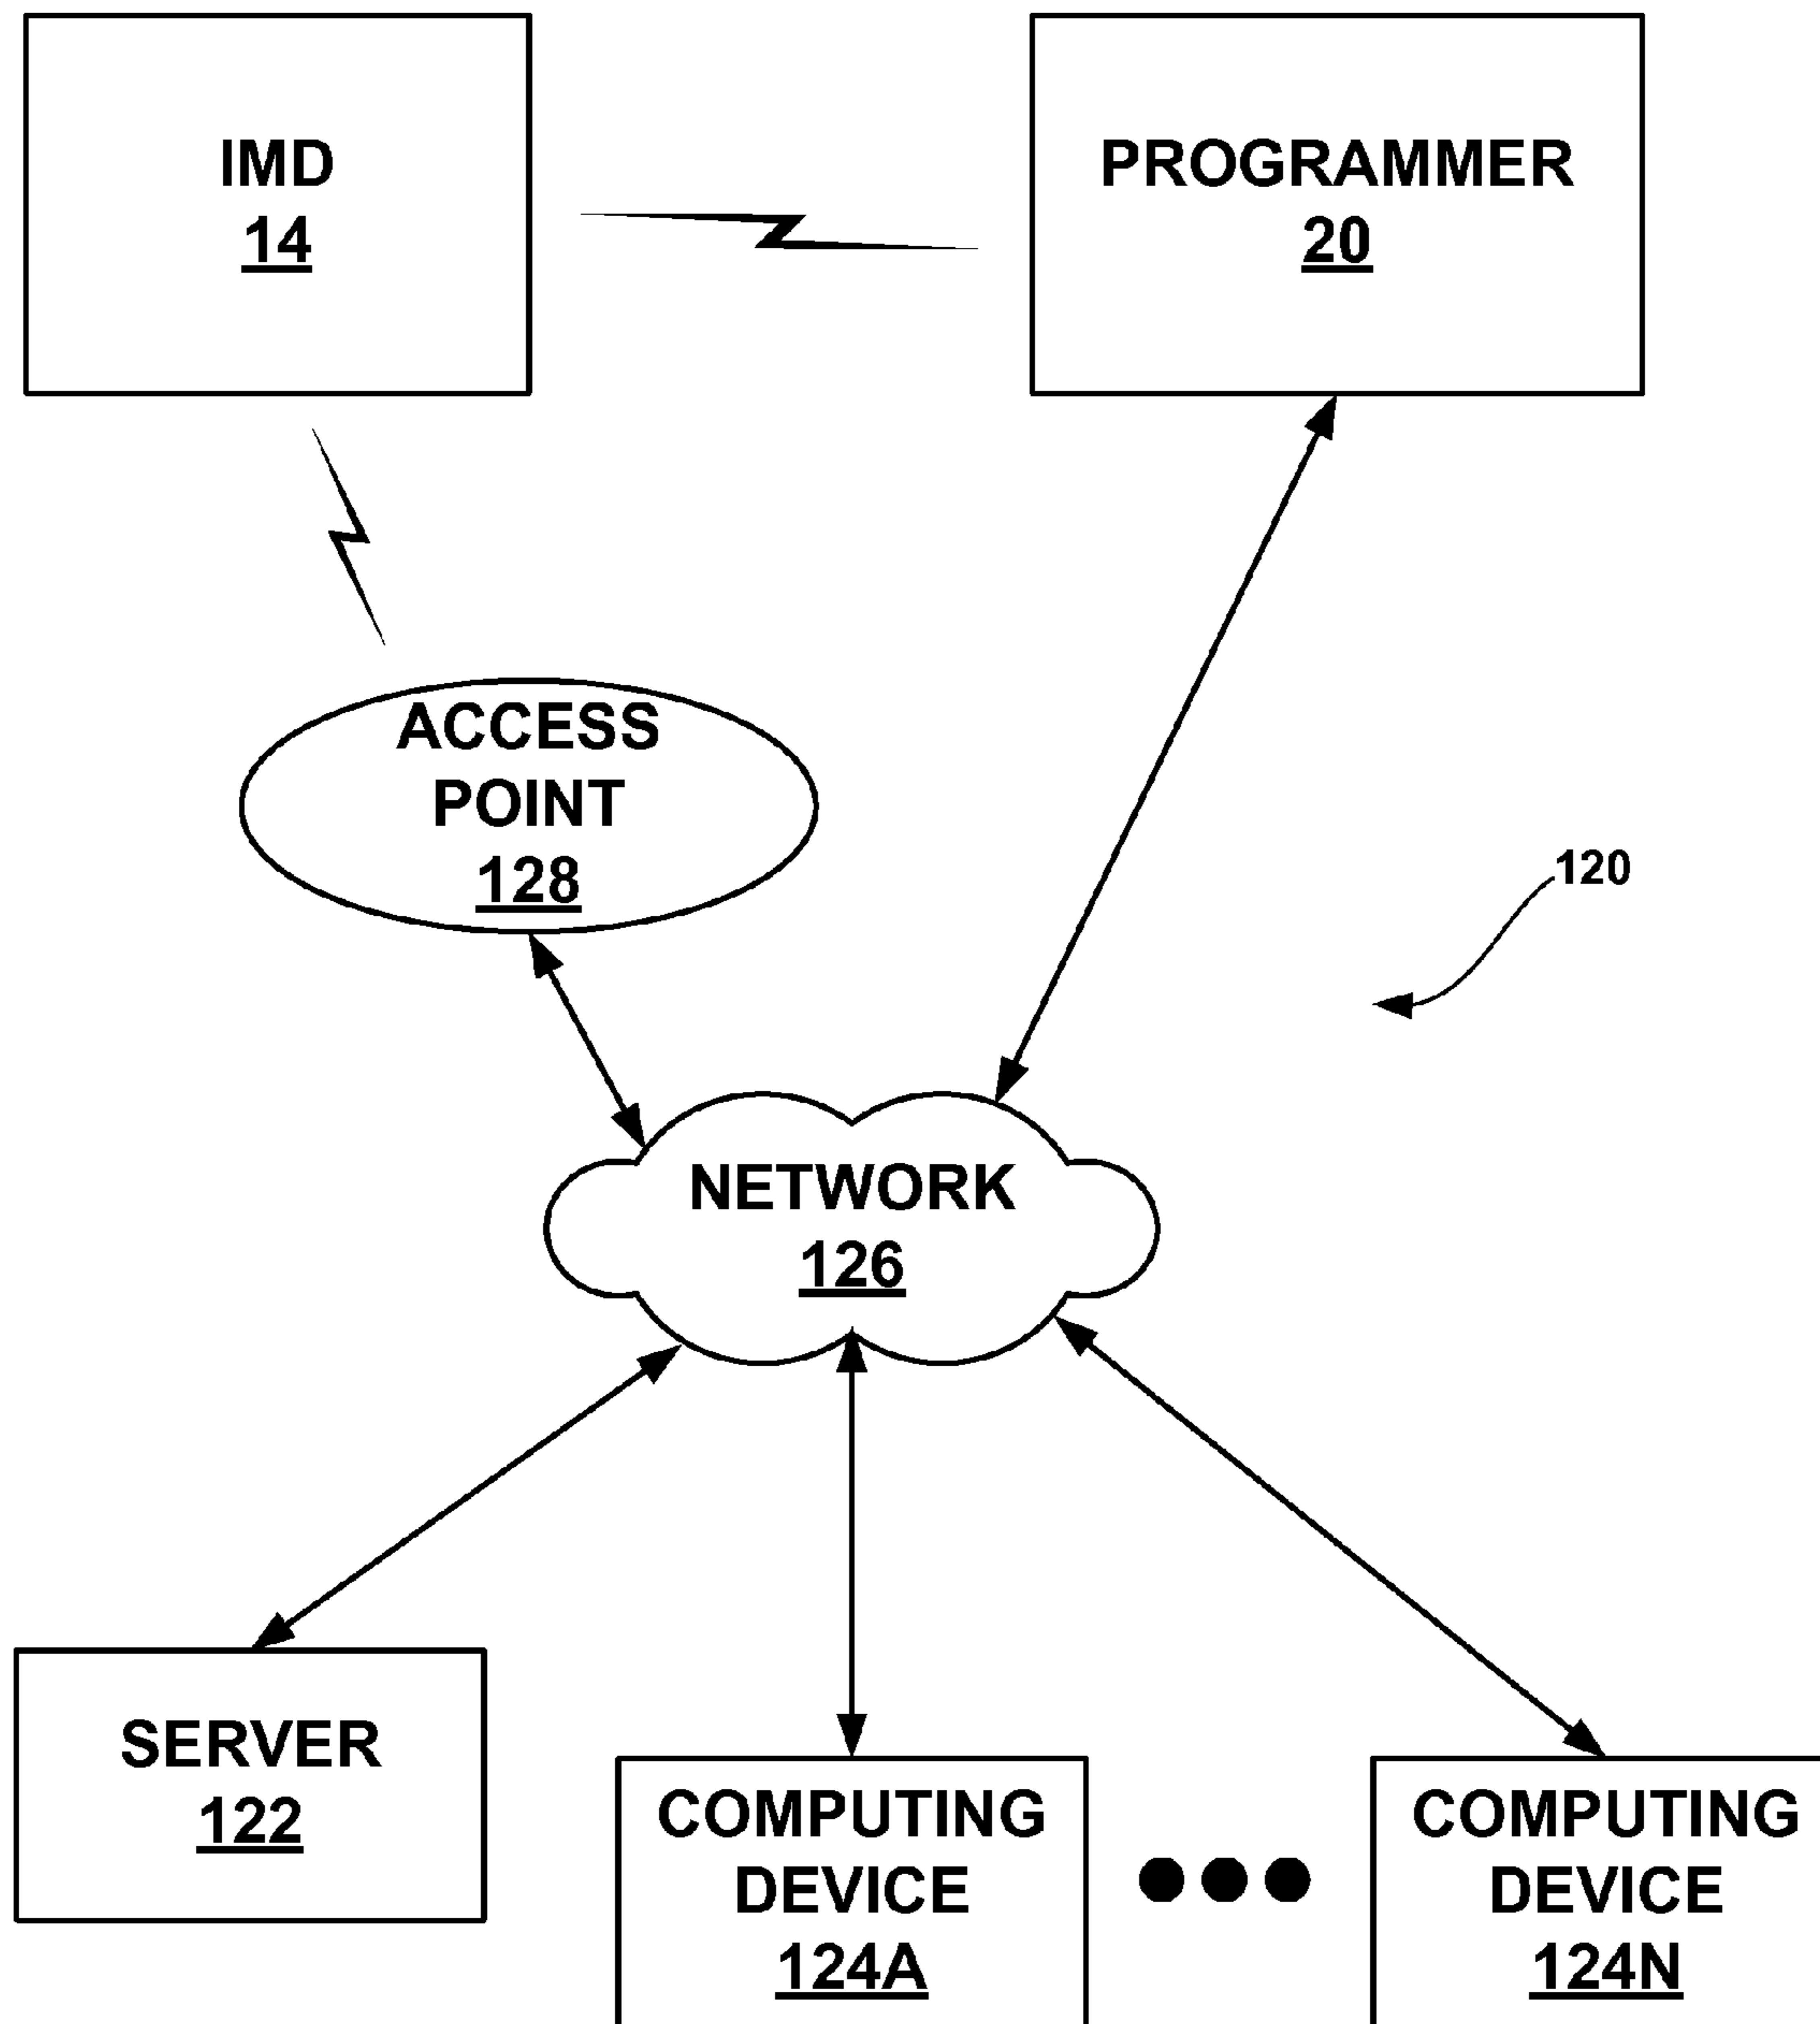 IMD
14
PROGRAMMER
20
ACCESS
POINT
128
120
NETWORK
126
SERVER
122
COMPUTING
DEVICE
124A
COMPUTING
DEVICE
124N